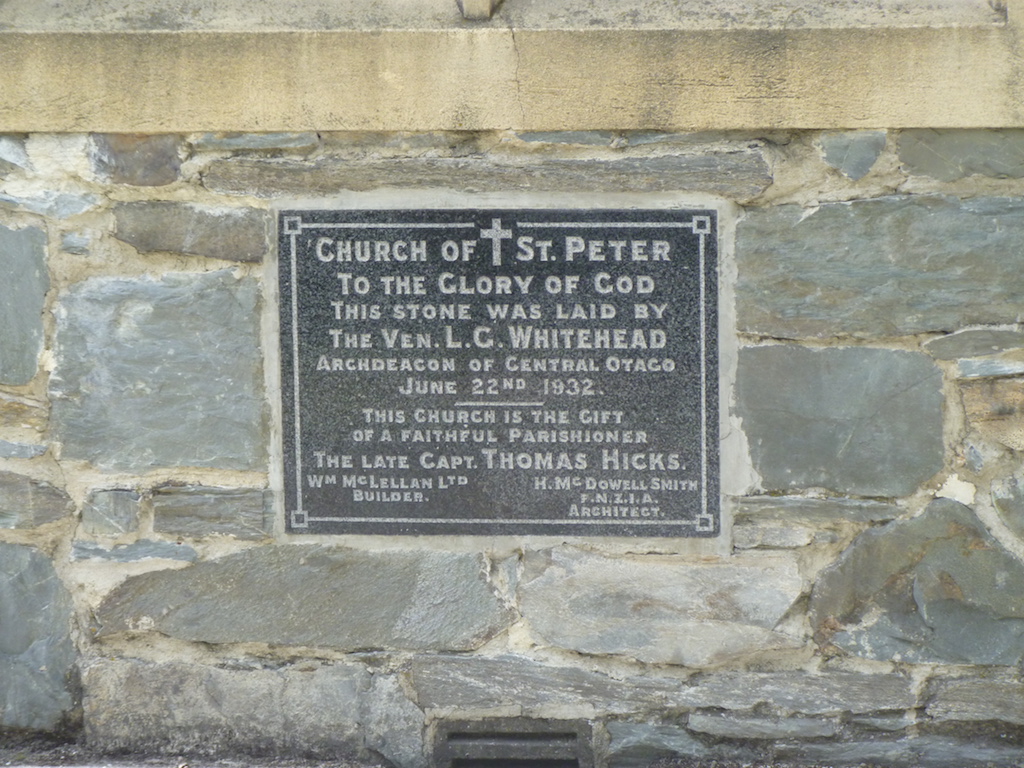 CHURCH OF ST. PETER
TO THE GLORY OF GOD
THIS STONE WAS LAID BY
THE VEN. L.G. WHITEHEAD
ARCHDEACON OF CENTRAL OTAGO
JUNE 22ND 1932.
THIS CHURCH IS THE GIFT
OF A FAITHFUL PARISHIONER
THE LATE CAPT. THOMAS HICKS.
WM MCLELLAN LTD
BUILDER.
H. MCDOWELL SMITH
F.N.Z.I.A.
ARCHITECT.